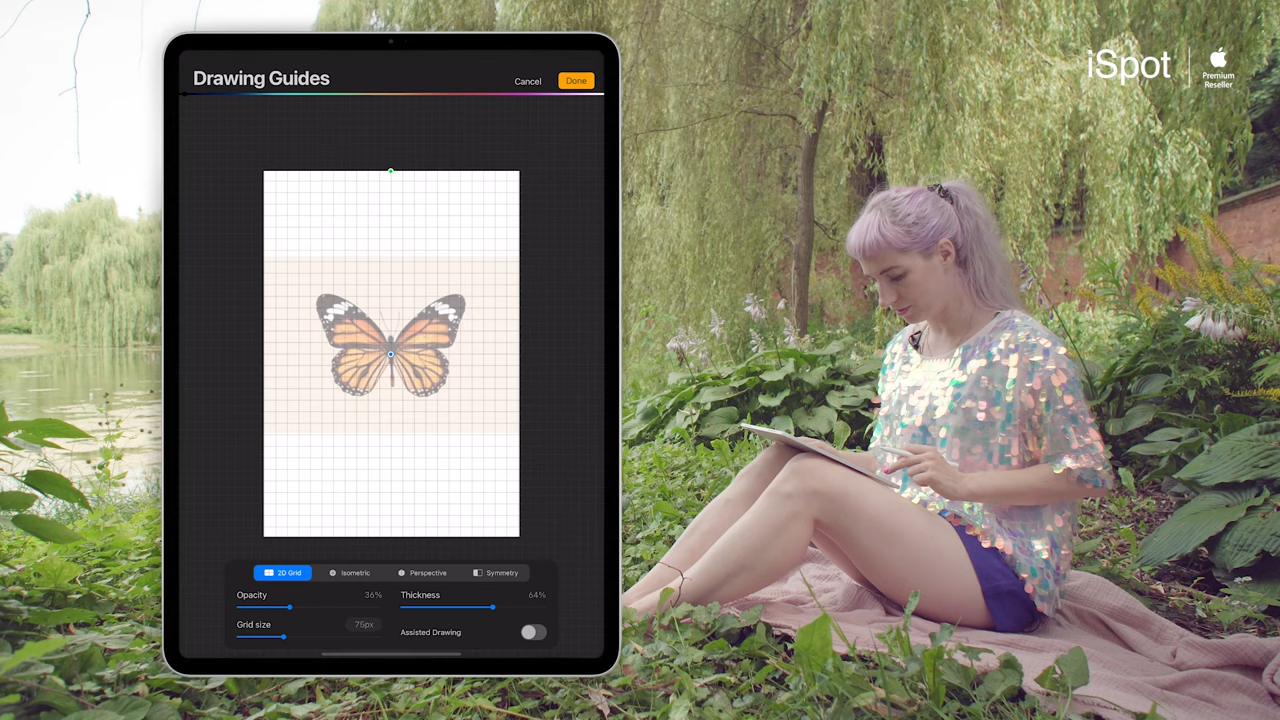 Drawing Guides
Cancel
Done
iSpot
Premium
Reseller
2D Grid
Isometric
Perspective
Symmetry
Opacity
36%
Thickness
64%
Grid size
75px
Assisted Drawing